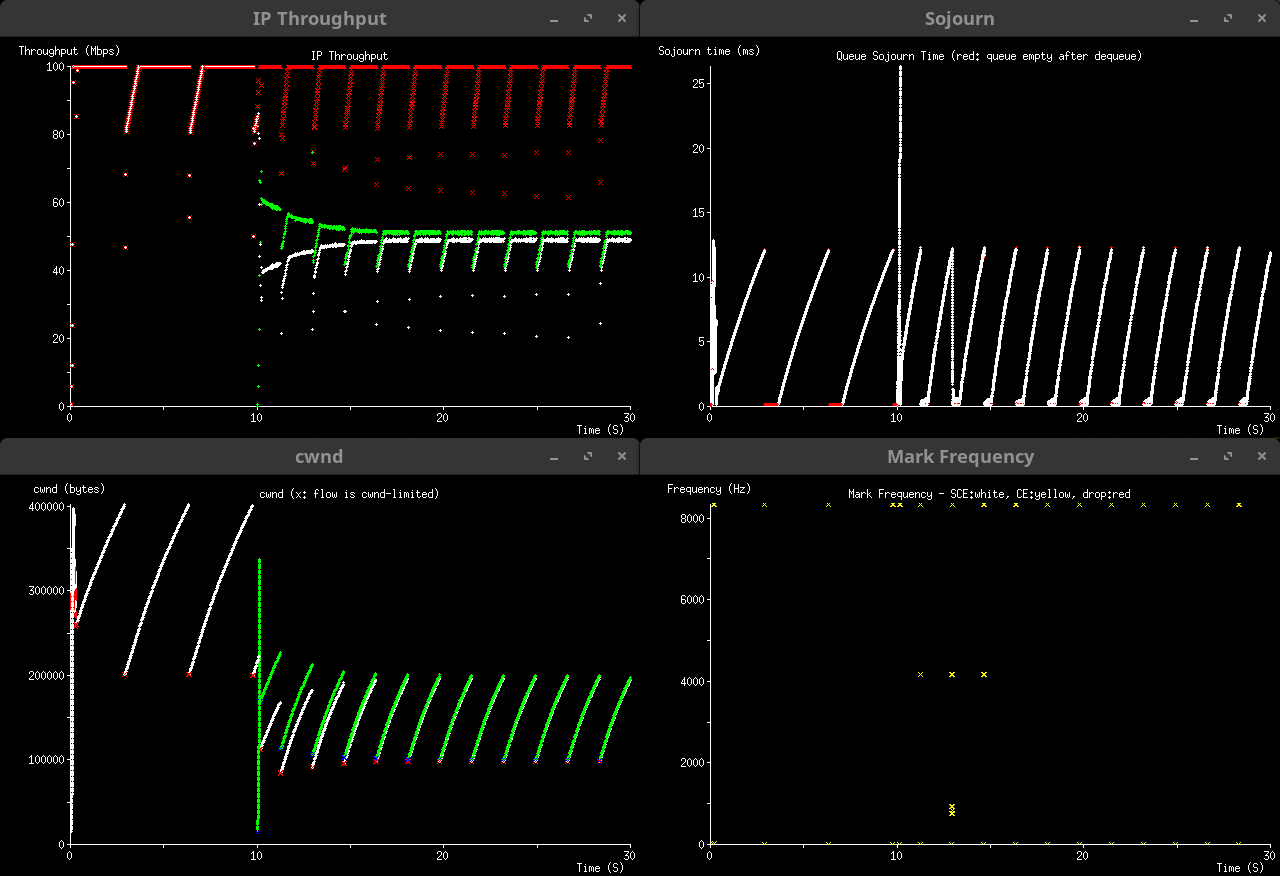 IP Throughput
Throughput (Mbps)
IP Throughput
100
80
60
40
20
0
0
10
20
30
Time (S)
Sojourn
Sojourn time (ms)
Queue Sojourn Time (red: queue empty after dequeue)
25
20
15
10
5
0
0
10
20
30
Time (S)
cwnd
cwnd (bytes)
cwnd (x: flow is cwnd-limited)
400000
300000
200000
100000
0
0
10
20
30
Time (S)
Mark Frequency
Frequency (Hz)
Mark Frequency - SCE:white, CE:yellow, drop:red
8000
6000
4000
2000
0
0
10
20
30
Time (S)